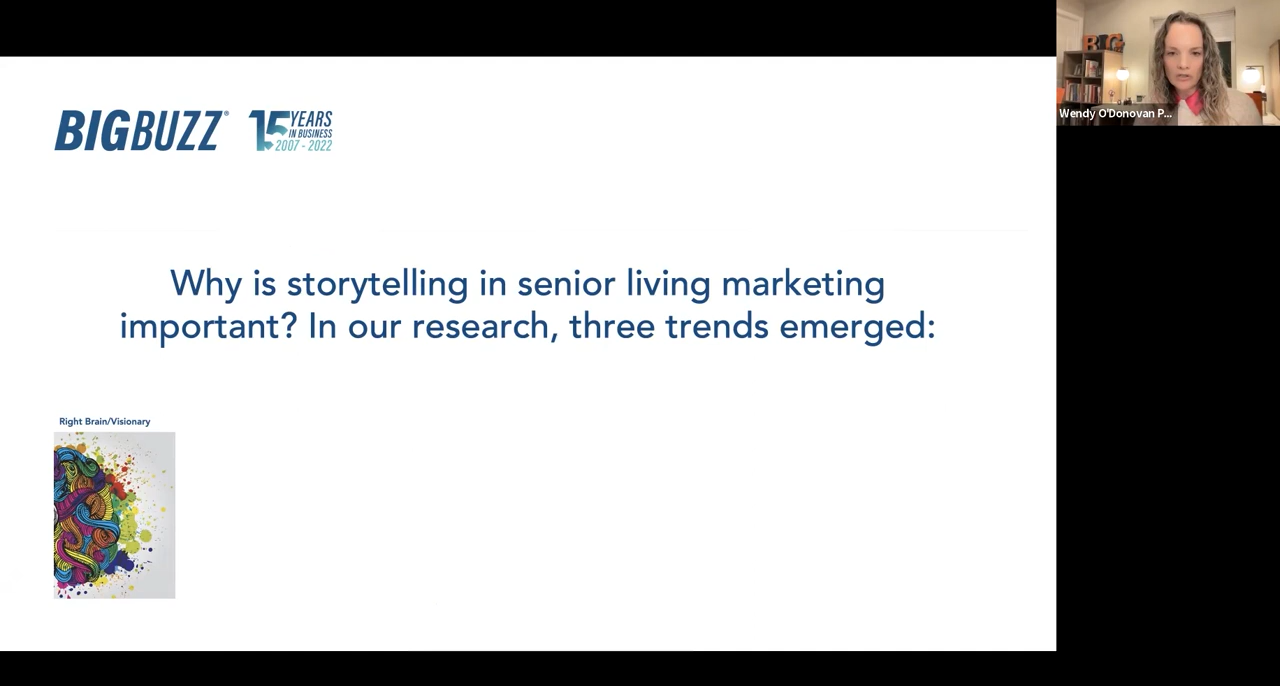 BIGBUZZ®
15 YEARS
IN BUSINESS
2007 - 2022
BIG
Wendy O'Donovan P...
Why is storytelling in senior living marketing
important? In our research, three trends emerged:
Right Brain/Visionary